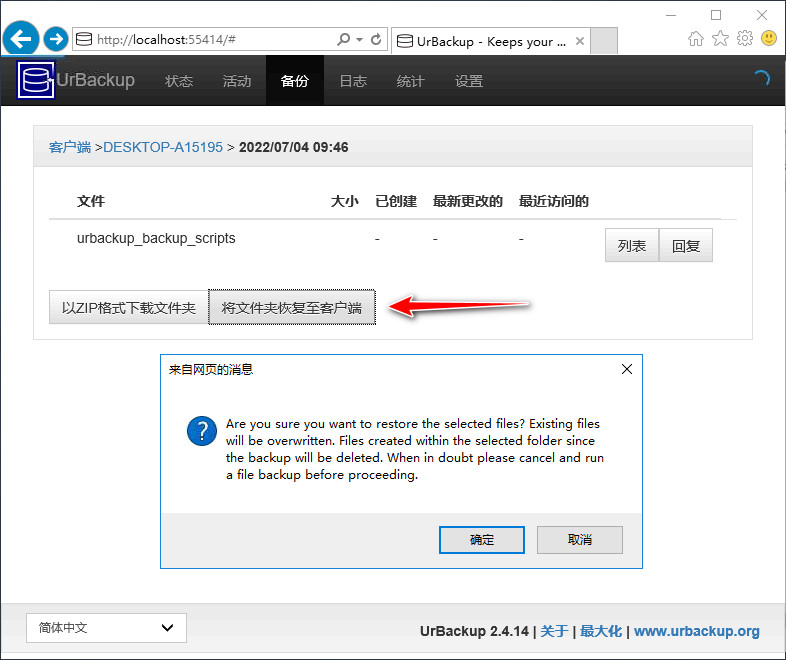 http://localhost:55414/#
UrBackup - Keeps your ...
UrBackup 状态 活动 备份 日志 统计 设置
客户端 >DESKTOP-A15195 > 2022/07/04 09:46
文件 大小 已创建 最新更改的 最近访问的
urbackup_backup_scripts - - - 列表 回复
以ZIP格式下载文件夹 将文件夹恢复至客户端
来自网页的消息
?
Are you sure you want to restore the selected files? Existing files
will be overwritten. Files created within the selected folder since
the backup will be deleted. When in doubt please cancel and run
a file backup before proceeding.
确定 取消
简体中文
UrBackup 2.4.14 | 关于 | 最大化 | www.urbackup.org